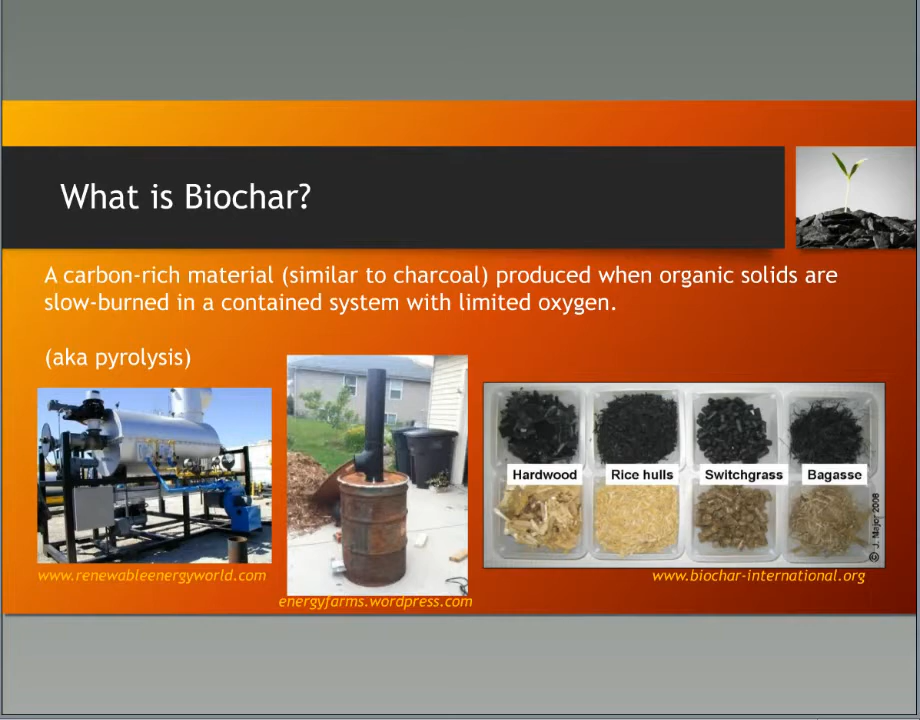 What is Biochar?
A carbon-rich material (similar to charcoal) produced when organic solids are
slow-burned in a contained system with limited oxygen.
(aka pyrolysis)
Hardwood Rice hulls Switchgrass Bagasse
© J. Major 2008
www.renewableenergyworld.com
energyfarms.wordpress.com
www.biochar-international.org